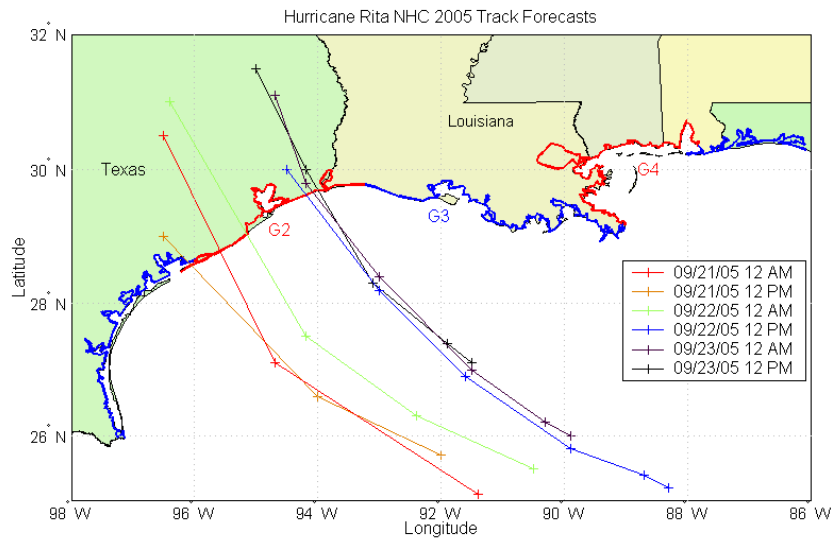 Hurricane Rita NHC 2005 Track Forecasts
32° N
30° N
28° N
26° N
Latitude
Louisiana
Texas
G4
G3
G2
09/21/05 12 AM
09/21/05 12 PM
09/22/05 12 AM
09/22/05 12 PM
09/23/05 12 AM
09/23/05 12 PM
98° W 96° W 94° W 92° W 90° W 88° W 86° W
Longitude